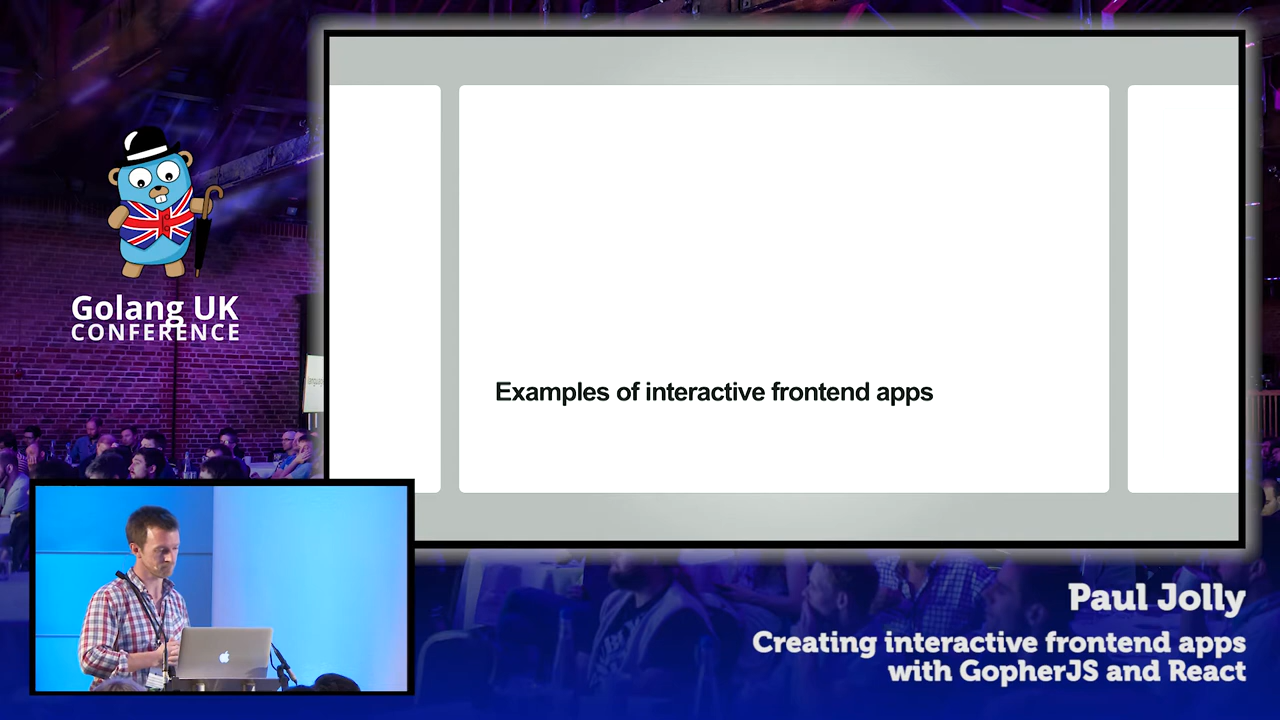 Golang UK
CONFERENCE
Examples of interactive frontend apps
Paul Jolly
Creating interactive frontend apps
with GopherJS and React